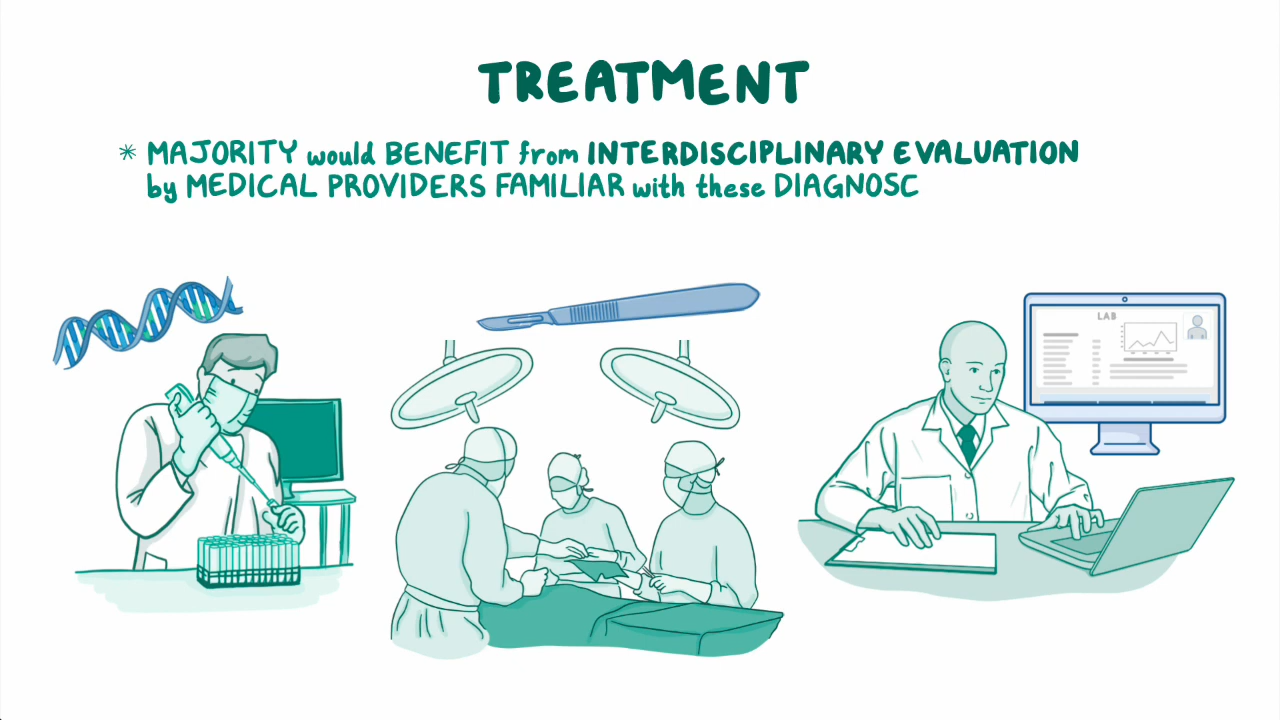 TREATMENT
* MAJORITY would BENEFIT from INTERDISCIPLINARY EVALUATION
by MEDICAL PROVIDERS FAMILIAR with these DIAGNOSC
LAB